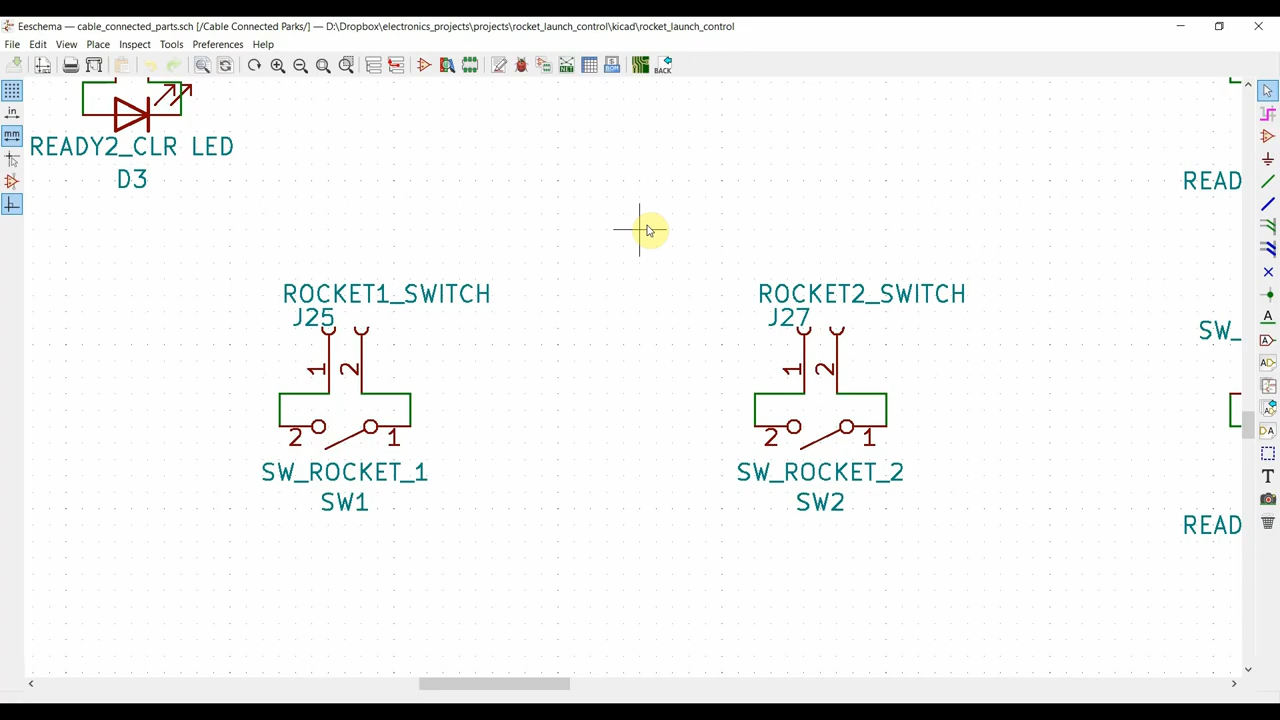 Eeschema — cable_connected_parts.sch [/Cable Connected Parks/] — D:\Dropbox\electronics_projects\projects\rocket_launch_control\kicad\rocket_launch_control
File Edit View Place Inspect Tools Preferences Help
BACK
in
mm
READY2_CLR LED
D3
READ
ROCKET1_SWITCH
J25
1 2
2 1
SW_ROCKET_1
SW1
ROCKET2_SWITCH
J27
1 2
2 1
SW_ROCKET_2
SW2
SW_
READ